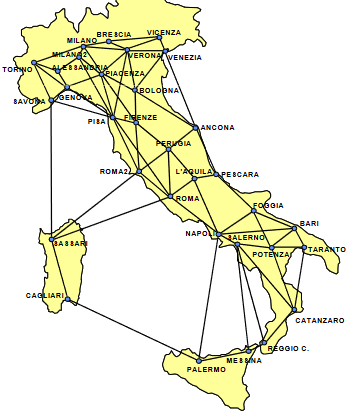 VICENZA
BRESCIA
MILANO
VERONA
VENEZIA
MILANO2
TORINO
ALESSANDRIA
PIACENZA
BOLOGNA
SAVONA
GENOVA
PISA
FIRENZE
ANCONA
PERUGIA
ROMA2
L'AQUILA
PESCARA
ROMA
FOGGIA
BARI
NAPOLI
SALERNO
SASSARI
POTENZA
TARANTO
CAGLIARI
CATANZARO
REGGIO C.
MESSINA
PALERMO